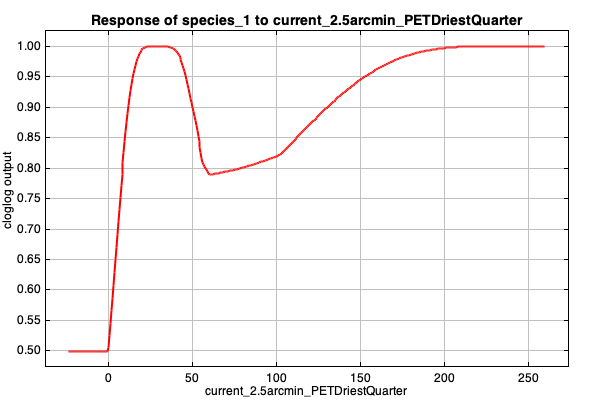 Response of species_1 to current_2.5arcmin_PETDriestQuarter
1.00
0.95
0.90
0.85
0.80
0.75
0.70
0.65
0.60
0.55
0.50
cloglog output
0 50 100 150 200 250
current_2.5arcmin_PETDriestQuarter